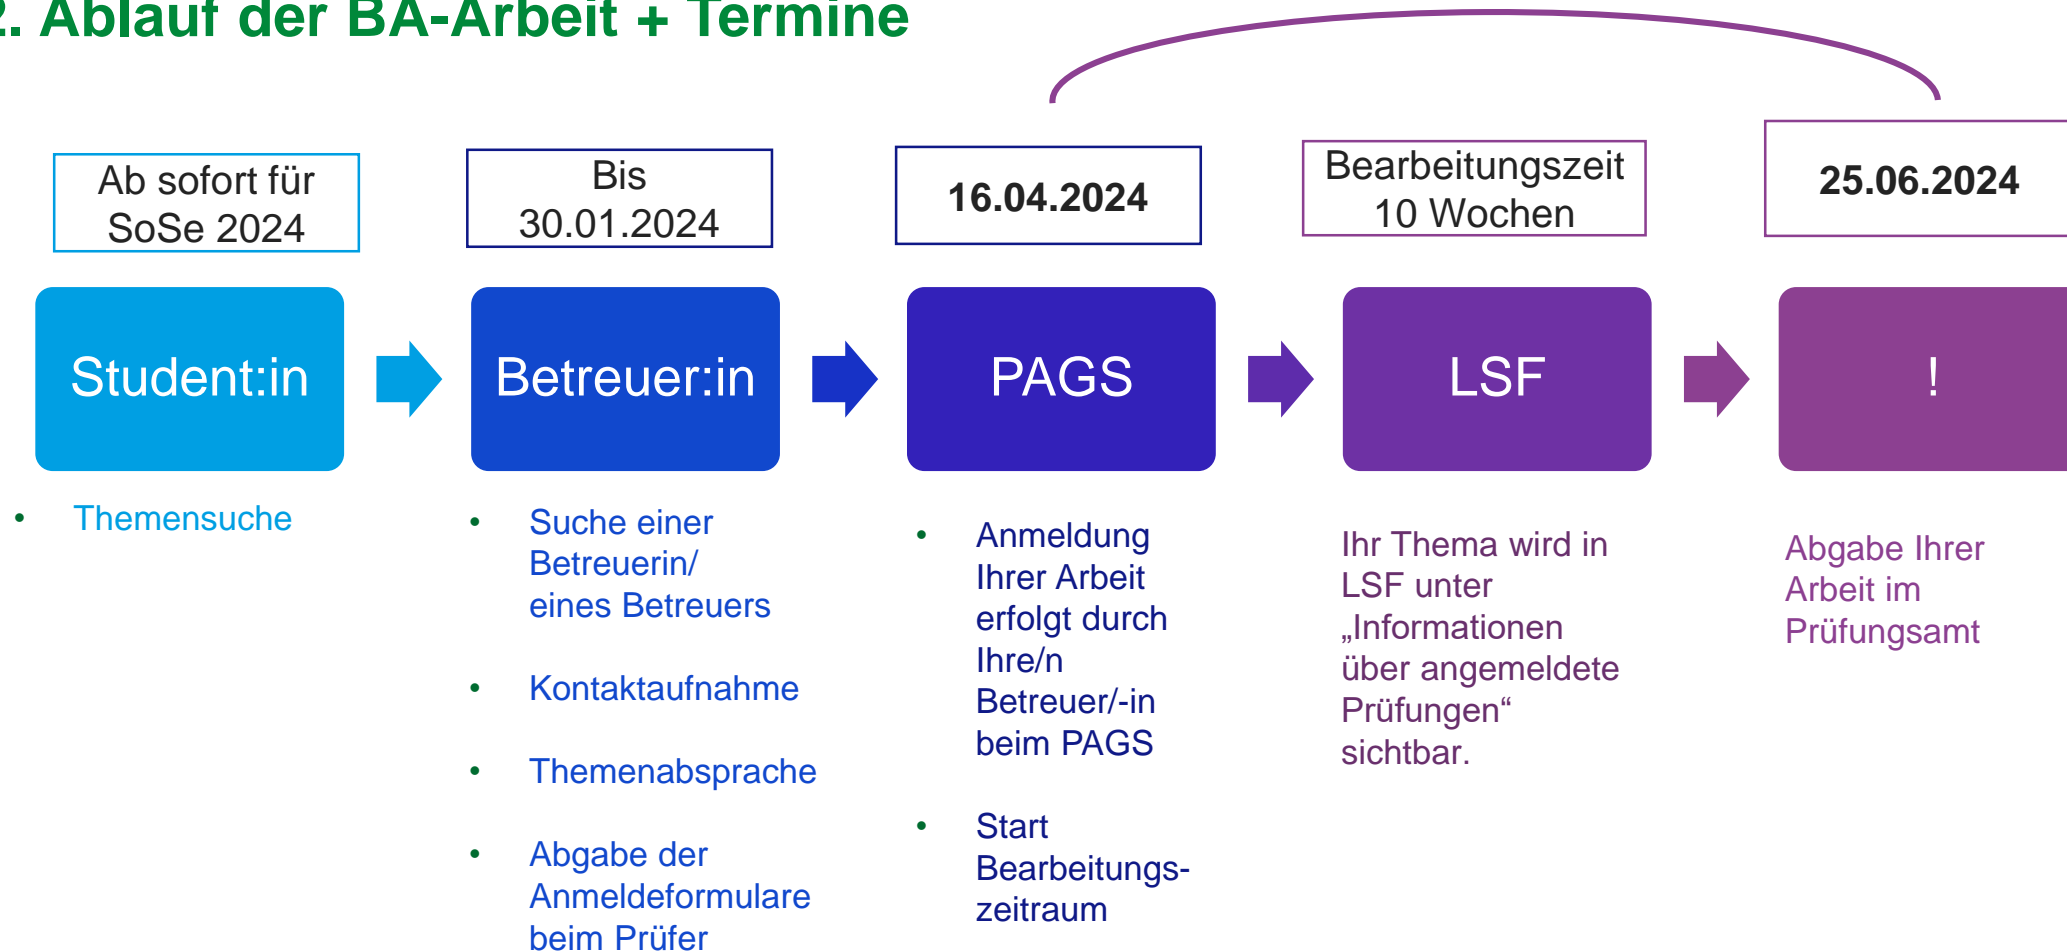 2. Ablauf der BA-Arbeit + Termine
Ab sofort für
SoSe 2024
Bis
30.01.2024
16.04.2024
Bearbeitungszeit
10 Wochen
25.06.2024
Student:in
Betreuer:in
PAGS
LSF
!
• Themensuche
• Suche einer
Betreuerin/
eines Betreuers
• Kontaktaufnahme
• Themenabsprache
• Abgabe der
Anmeldeformulare
beim Prüfer
• Anmeldung
Ihrer Arbeit
erfolgt durch
Ihre/n
Betreuer/-in
beim PAGS
• Start
Bearbeitungs-
zeitraum
Ihr Thema wird in
LSF unter
„Informationen
über angemeldete
Prüfungen“
sichtbar.
Abgabe Ihrer
Arbeit im
Prüfungsamt